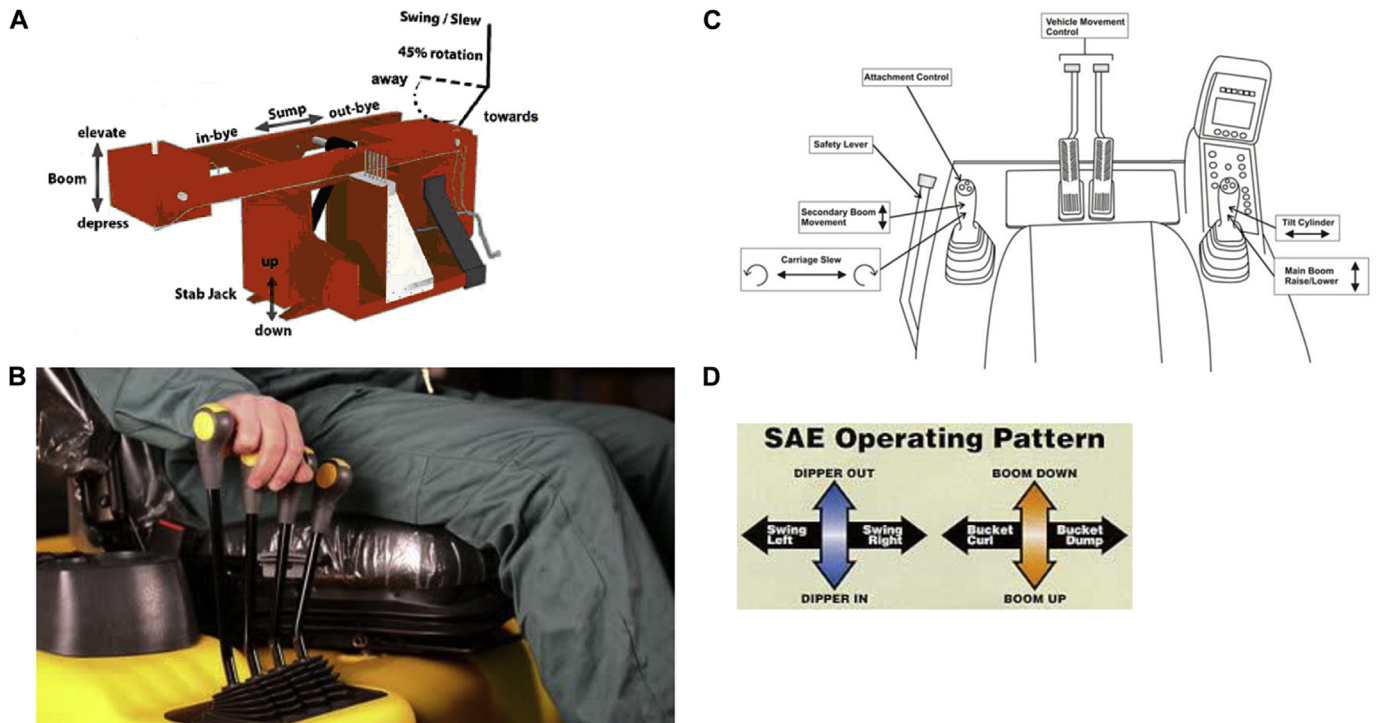 A
Swing / Slew
45% rotation
away
towards
Sump
out-bye
in-bye
elevate
Boom
depress
up
Stab Jack
down
B
C
Vehicle Movement
Control
Attachment Control
Safety Lever
Secondary Boom
Movement
Carriage Slew
Tilt Cylinder
Main Boom
Raise/Lower
D
SAE Operating Pattern
DIPPER OUT
BOOM DOWN
Swing
Left
Swing
Right
Bucket
Curl
Bucket
Dump
DIPPER IN
BOOM UP